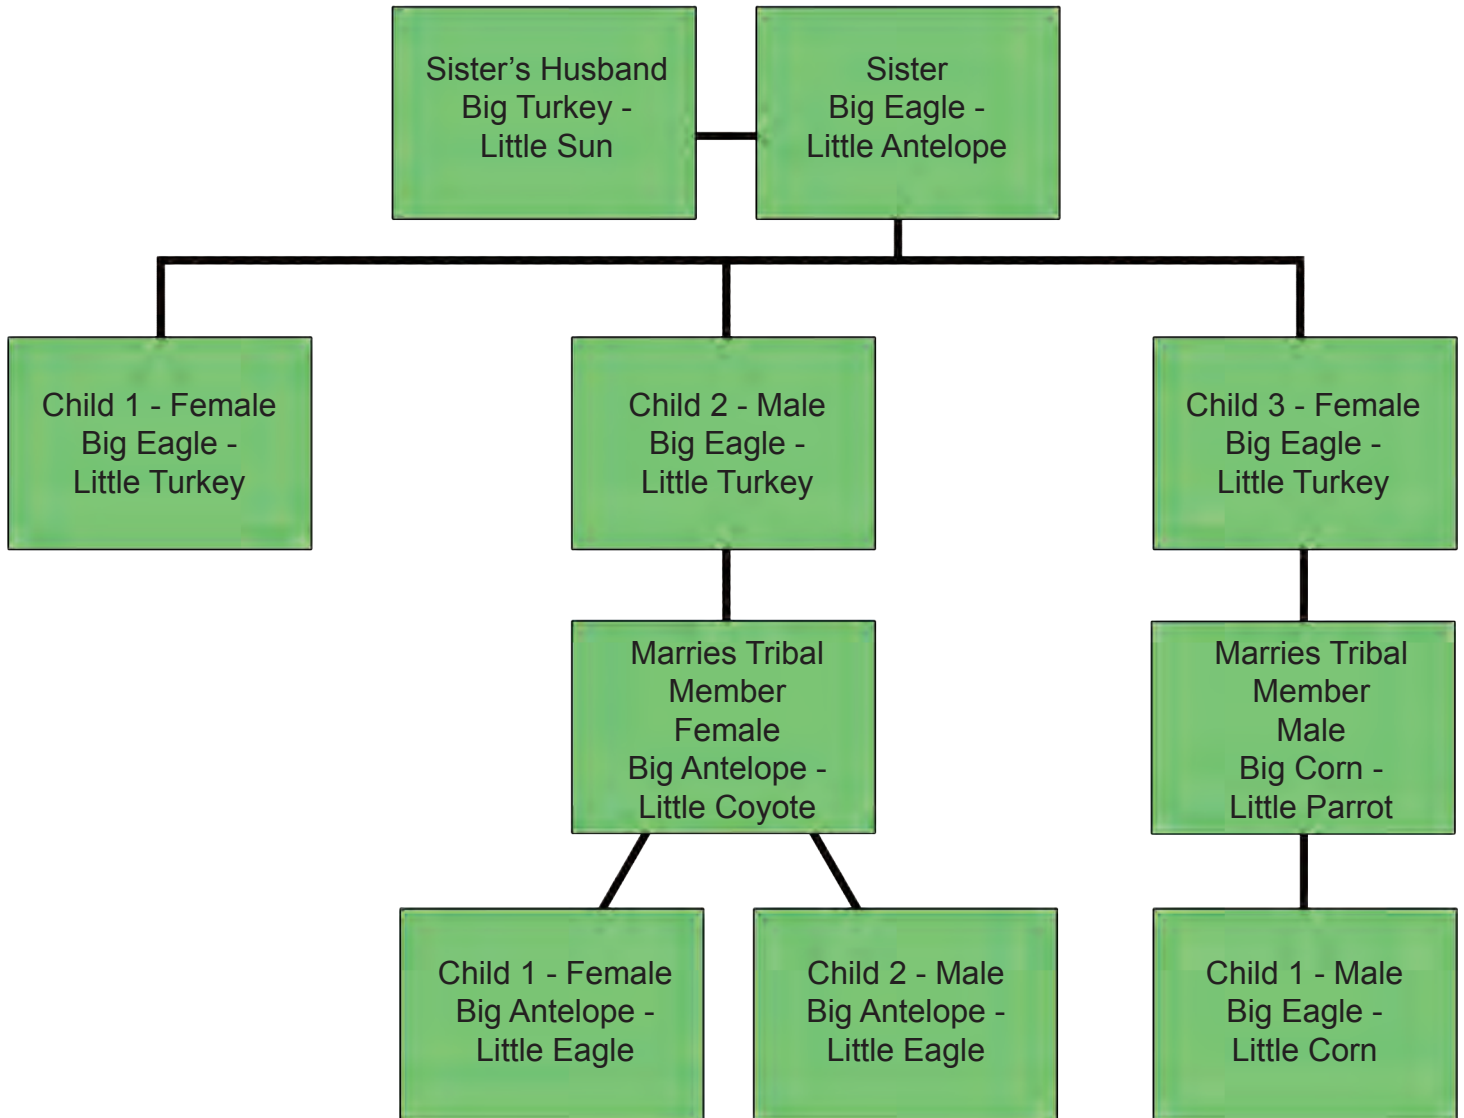 Sister’s Husband
Big Turkey -
Little Sun
Sister
Big Eagle -
Little Antelope
Child 1 - Female
Big Eagle -
Little Turkey
Child 2 - Male
Big Eagle -
Little Turkey
Child 3 - Female
Big Eagle -
Little Turkey
Marries Tribal
Member
Female
Big Antelope -
Little Coyote
Marries Tribal
Member
Male
Big Corn -
Little Parrot
Child 1 - Female
Big Antelope -
Little Eagle
Child 2 - Male
Big Antelope -
Little Eagle
Child 1 - Male
Big Eagle -
Little Corn